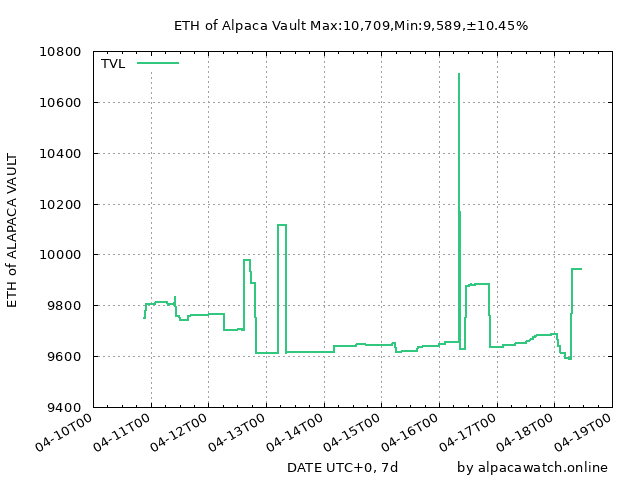 ETH of Alpaca Vault Max:10,709,Min:9,589,±10.45%
TVL
10800
10600
10400
10200
10000
9800
9600
9400
ETH of ALAPACA VAULT
04-10T00
04-11T00
04-12T00
04-13T00
04-14T00
04-15T00
04-16T00
04-17T00
04-18T00
04-19T00
DATE UTC+0, 7d
by alpacawatch.online